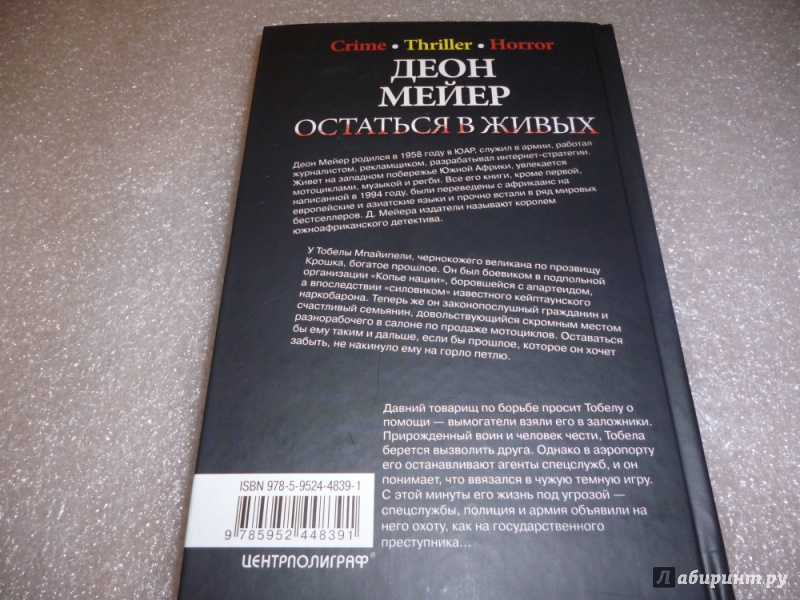 Crime • Thriller • Horror
ДЕОН
МЕЙЕР
ОСТАТЬСЯ В ЖИВЫХ
Деон Мейер родился в 1958 году в ЮАР, служил в армии, работал
журналистом, рекламщиком, разрабатывал интернет-стратегии.
Живет на западном побережье Южной Африки, увлекается
мотоциклами, музыкой и регби. Все его книги, кроме первой,
написанной в 1994 году, были переведены с африкаанс на
европейские и азиатские языки и прочно встали в ряд мировых
бестселлеров. Д. Мейера издатели называют королем
южноафриканского детектива.
У Тобелы Мпайипели, чернокожего великана по прозвищу
Крошка, богатое прошлое. Он был боевиком в подпольной
организации «Копье нации», боровшейся с апартеидом,
а впоследствии «силовиком» известного кейптаунского
наркобарона. Теперь же он законопослушный гражданин и
счастливый семьянин, довольствующийся скромным местом
разнорабочего в салоне по продаже мотоциклов. Оставаться
бы ему таким и дальше, если бы прошлое, которое он хочет
забыть, не накинуло ему на горло петлю.
Давний товарищ по борьбе просит Тобелу о
помощи — вымогатели взяли его в заложники.
Прирожденный воин и человек чести, Тобела
берется вызволить друга. Однако в аэропорту
его останавливают агенты спецслужб, и он
понимает, что ввязался в чужую темную игру.
С этой минуты его жизнь под угрозой —
спецслужбы, полиция и армия объявили на
него охоту, как на государственного
преступника...
ISBN 978-5-9524-4839-1
9 785952 448391
ЦЕНТРПОЛИГРАФ®
Лабиринт.ру